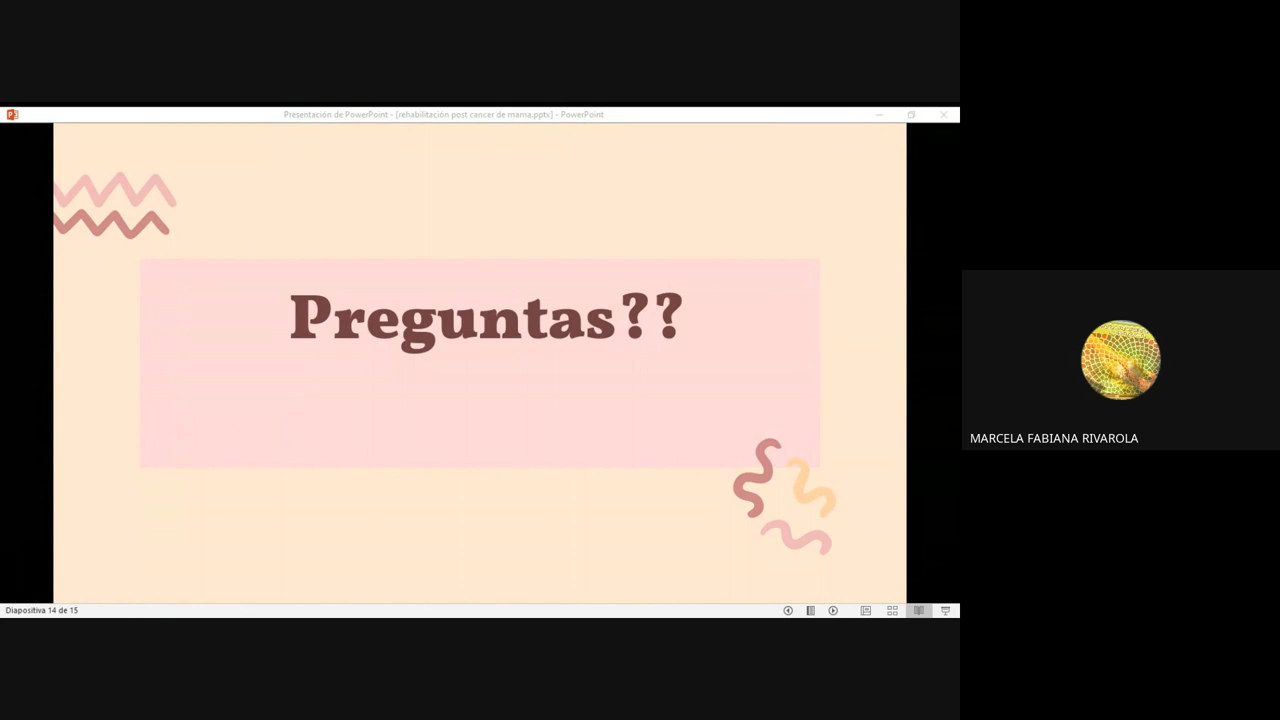 Presentación de PowerPoint - [rehabilitación post cancer de mama.pptx] - PowerPoint
Preguntas??
MARCELA FABIANA RIVAROLA
Diapositiva 14 de 15